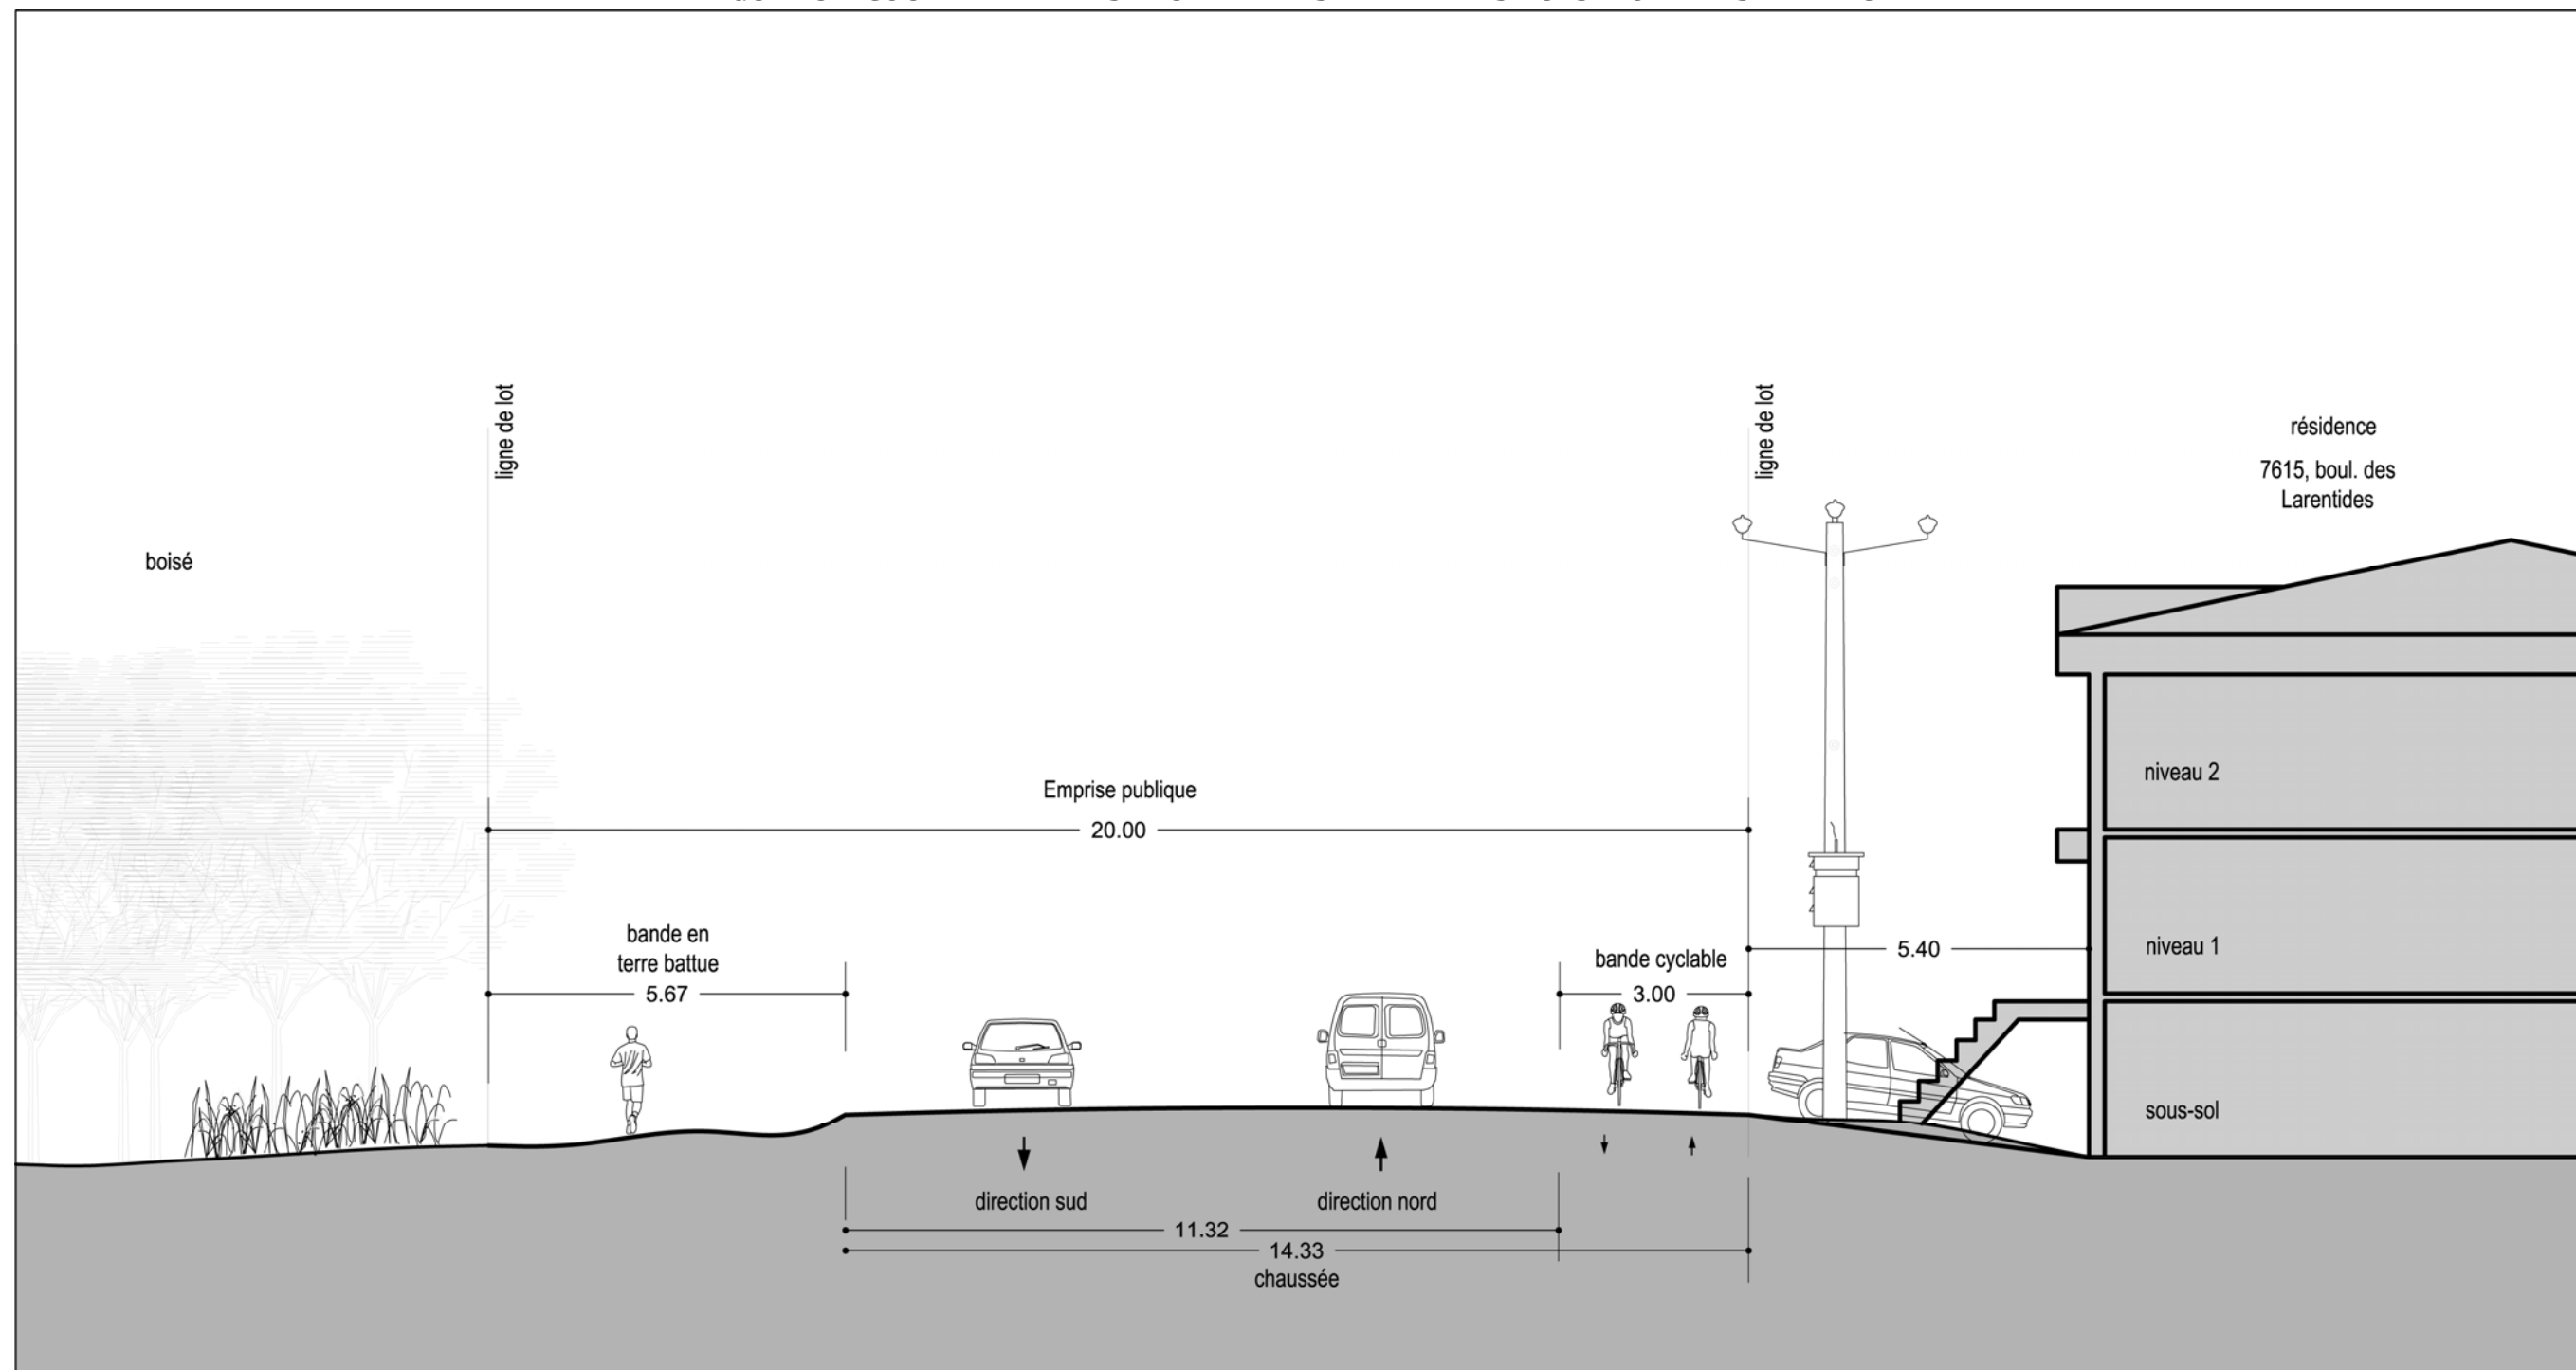 ligne de lot
ligne de lot
résidence
7615, boul. des
Larentides
boisé
niveau 2
Emprise publique
20.00
bande en
terre battue
5.67
bande cyclable
3.00
5.40
niveau 1
sous-sol
direction sud
direction nord
11.32
14.33
chaussée